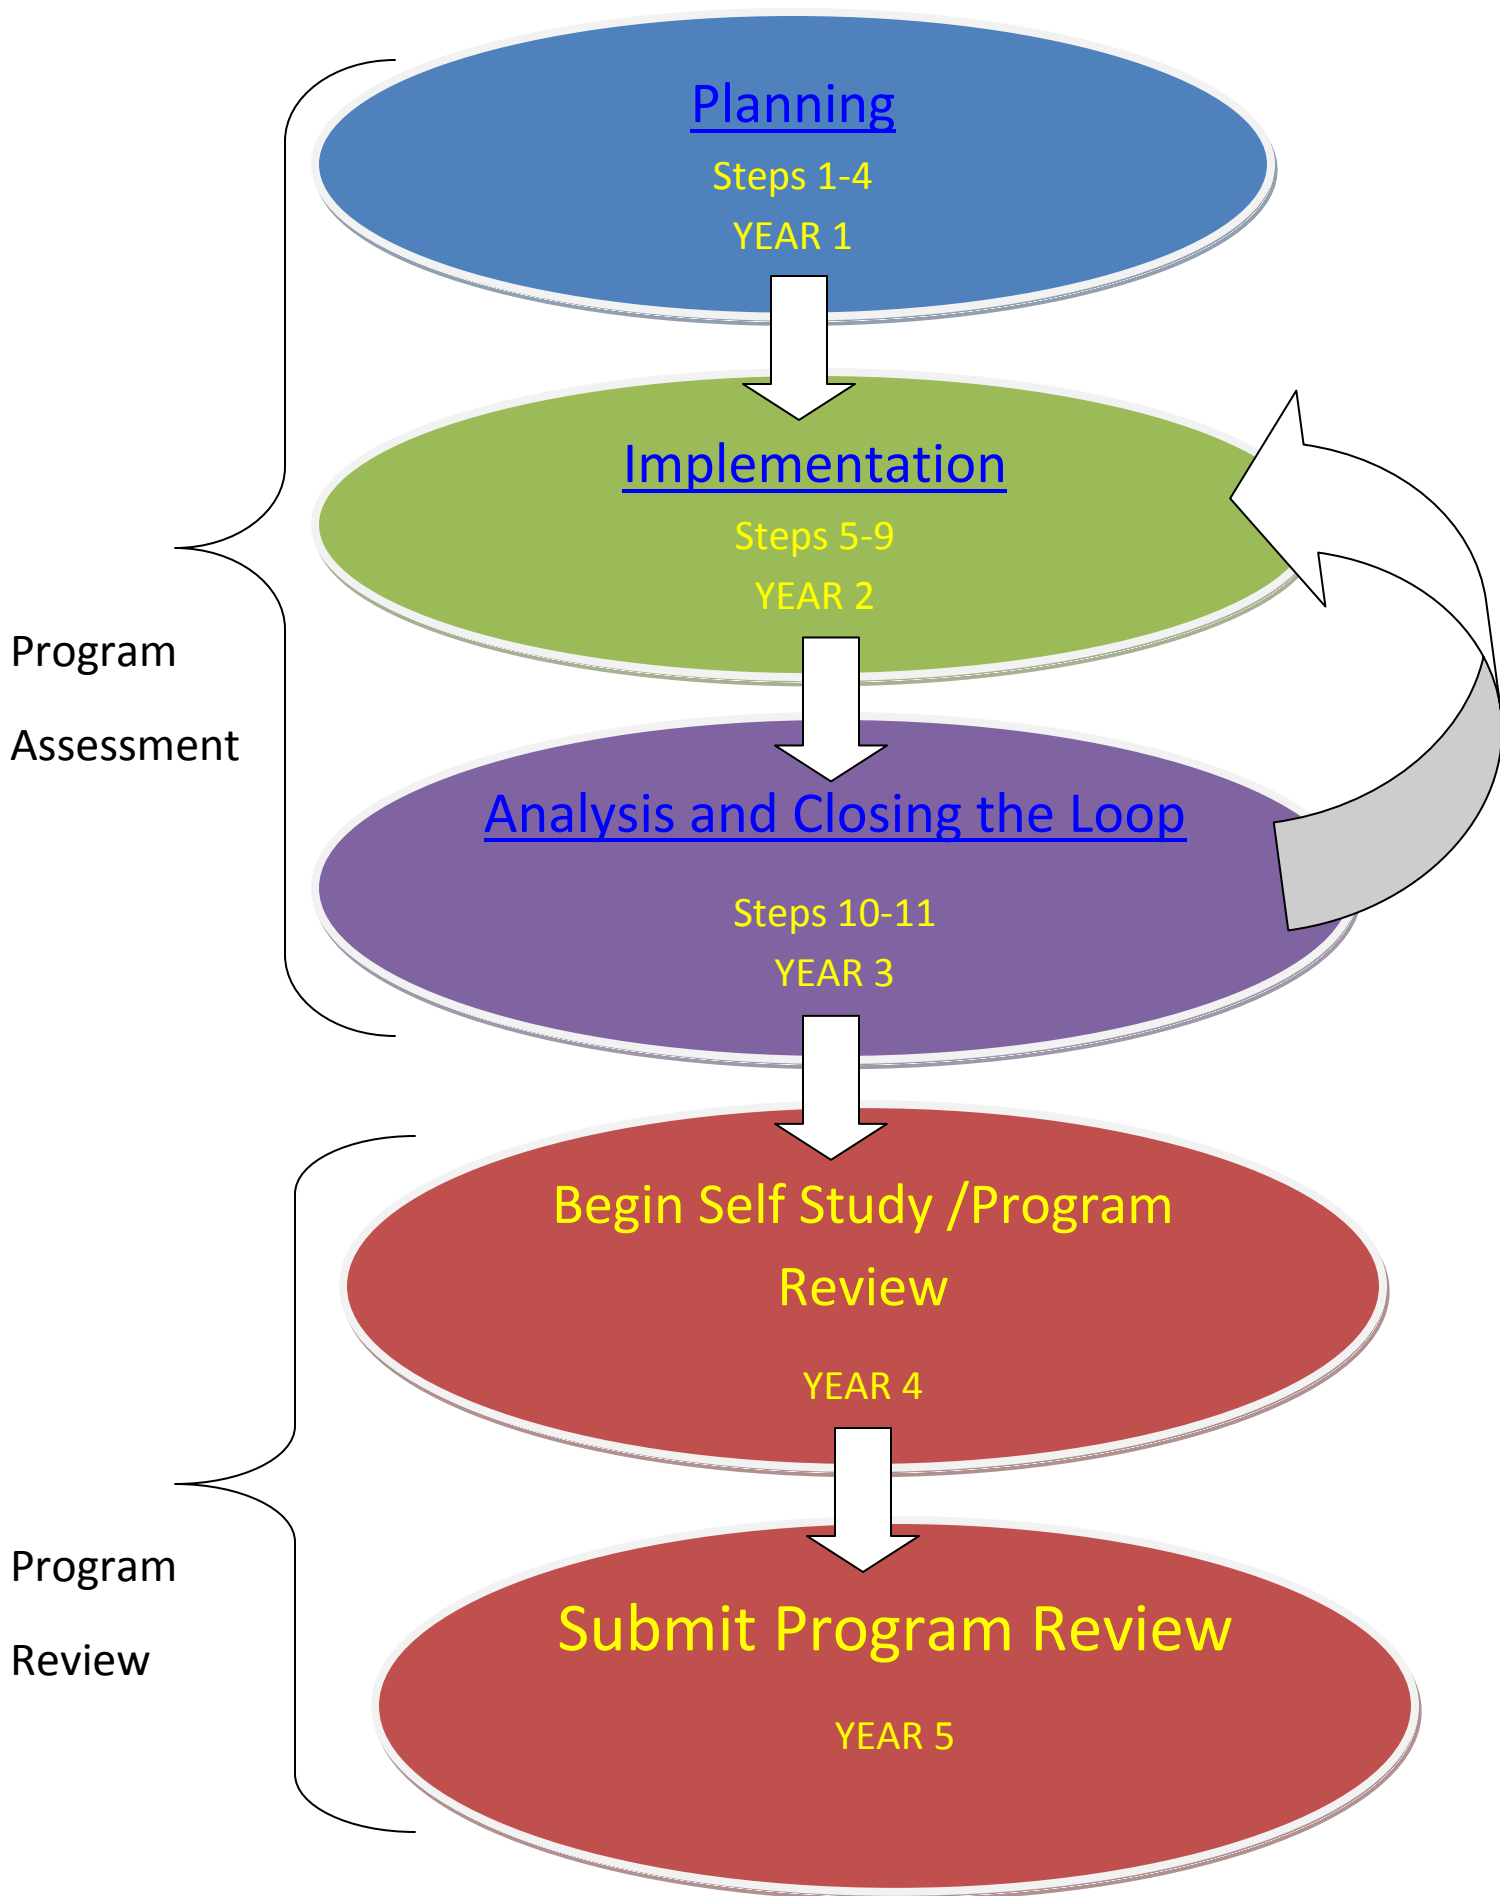 Planning
Steps 1-4
YEAR 1
Implementation
Steps 5-9
YEAR 2
Program
Assessment
Analysis and Closing the Loop
Steps 10-11
YEAR 3
Begin Self Study /Program
Review
YEAR 4
Program
Review
Submit Program Review
YEAR 5